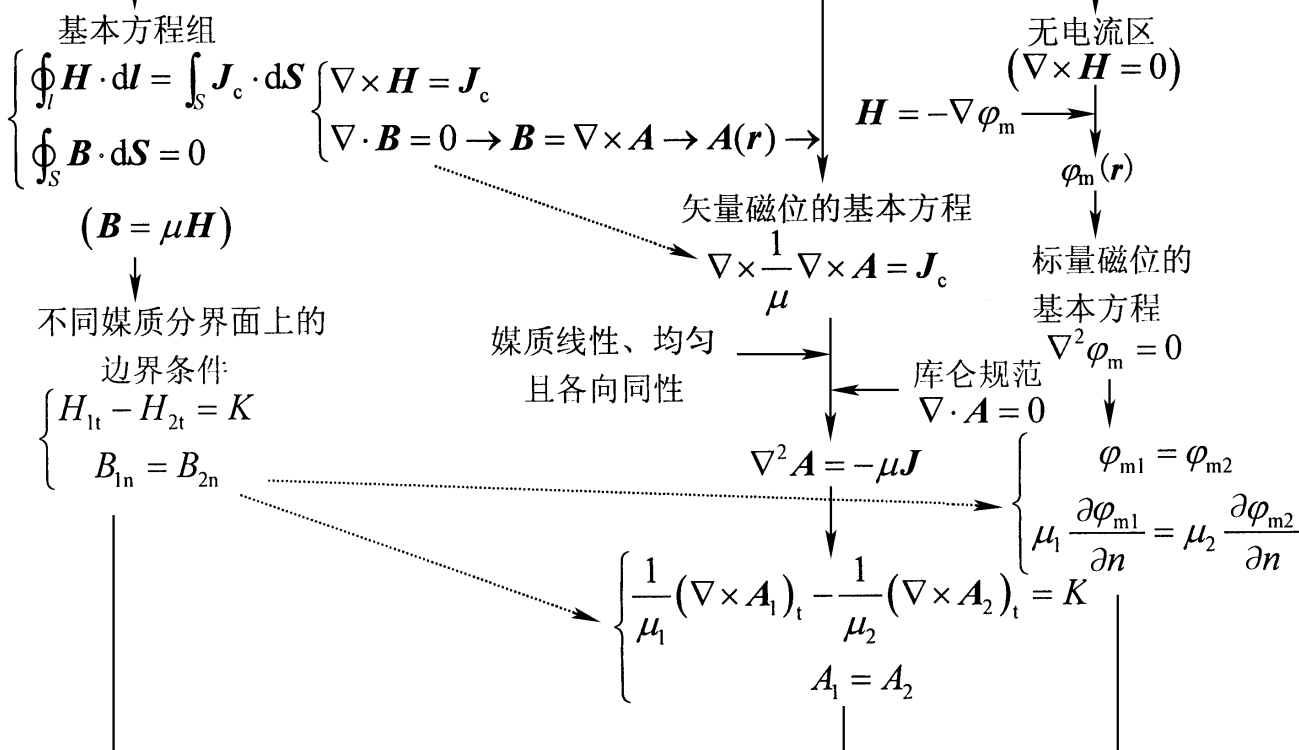 基本方程组
∮_l H·dl = ∫_S J_c·dS
∮_S B·dS = 0
∇×H = J_c
∇·B = 0 → B = ∇×A → A(r) →
(B = μH)
不同媒质分界面上的
边界条件
H_1t − H_2t = K
B_1n = B_2n
矢量磁位的基本方程
∇×(1/μ)∇×A = J_c
媒质线性、均匀
且各向同性
库仑规范
∇·A = 0
∇²A = −μJ
(1/μ_1)(∇×A_1)_t − (1/μ_2)(∇×A_2)_t = K
A_1 = A_2
无电流区
(∇×H = 0)
H = −∇φ_m
φ_m(r)
标量磁位的
基本方程
∇²φ_m = 0
φ_m1 = φ_m2
μ_1 ∂φ_m1/∂n = μ_2 ∂φ_m2/∂n